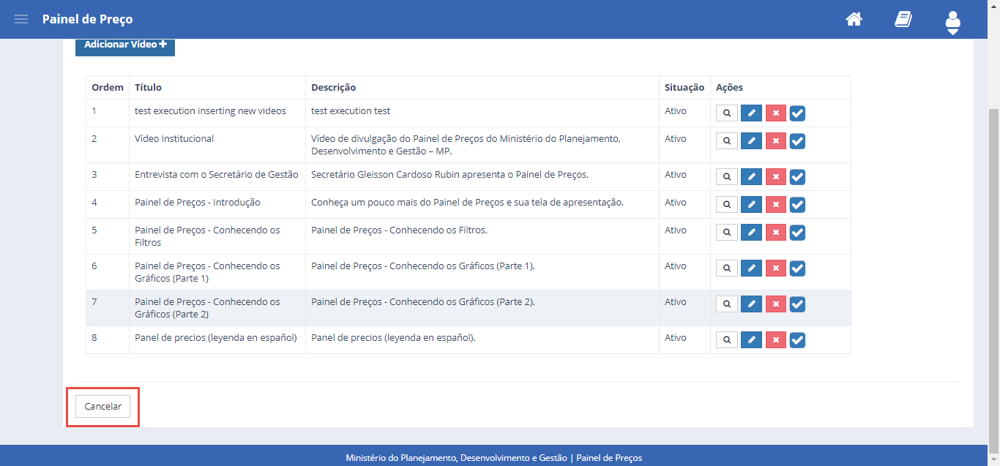 Painel de Preço
Adicionar Vídeo
Ordem Título Descrição Situação Ações
1 test execution inserting new videos test execution test Ativo
2 Vídeo Institucional Vídeo de divulgação do Painel de Preços do Ministério do Planejamento, Ativo
Desenvolvimento e Gestão – MP.
3 Entrevista com o Secretário de Gestão Secretário Gleisson Cardoso Rubin apresenta o Painel de Preços. Ativo
4 Painel de Preços - Introdução Conheça um pouco mais do Painel de Preços e sua tela de apresentação. Ativo
5 Painel de Preços - Conhecendo os Painel de Preços - Conhecendo os Filtros. Ativo
Filtros
6 Painel de Preços - Conhecendo os Painel de Preços - Conhecendo os Gráficos (Parte 1). Ativo
Gráficos (Parte 1)
7 Painel de Preços - Conhecendo os Painel de Preços - Conhecendo os Gráficos (Parte 2). Ativo
Gráficos (Parte 2)
8 Panel de precios (leyenda en español) Panel de precios (leyenda en español). Ativo
Cancelar
Ministério do Planejamento, Desenvolvimento e Gestão | Painel de Preços